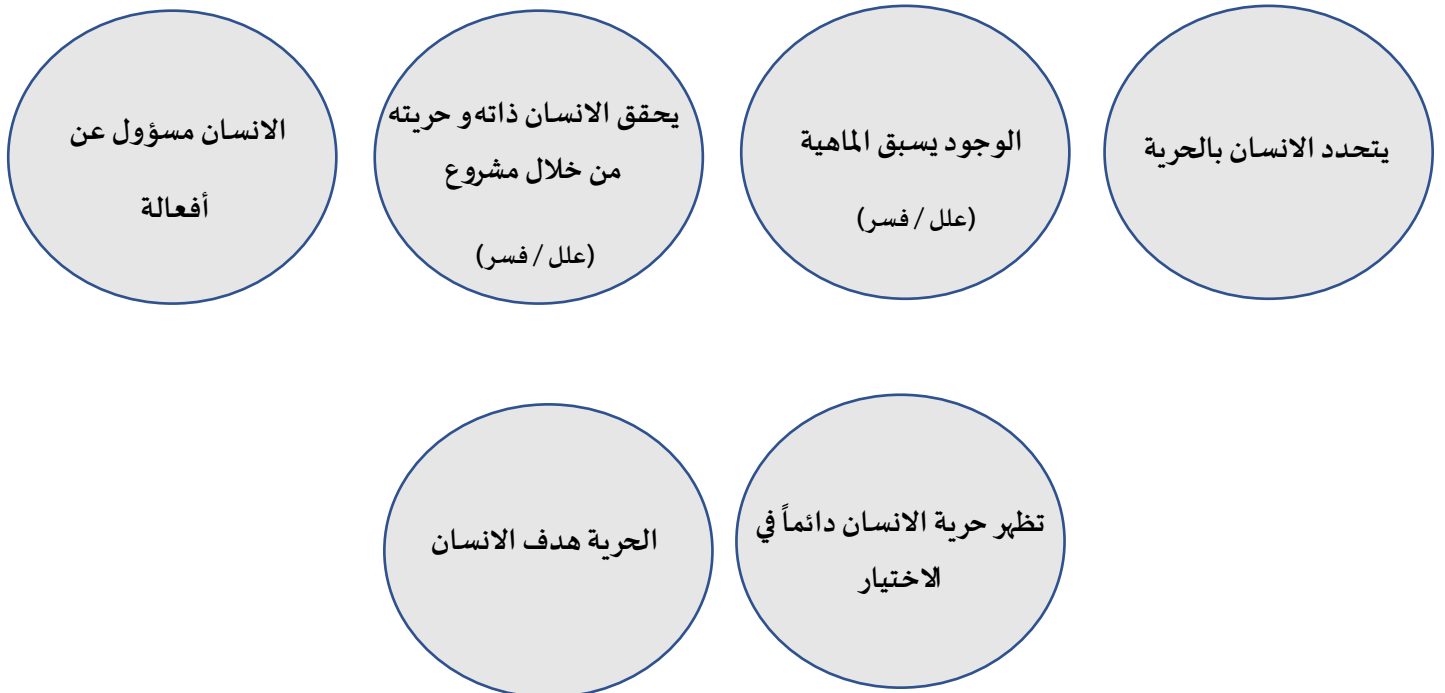 يتحدد الانسان بالحرية
الوجود يسبق الماهية
(علل / فسر)
يحقق الانسان ذاته و حريته
من خلال مشروع
(علل / فسر)
الانسان مسؤول عن
أفعالة
تظهر حرية الانسان دائماً في
الاختيار
الحرية هدف الانسان